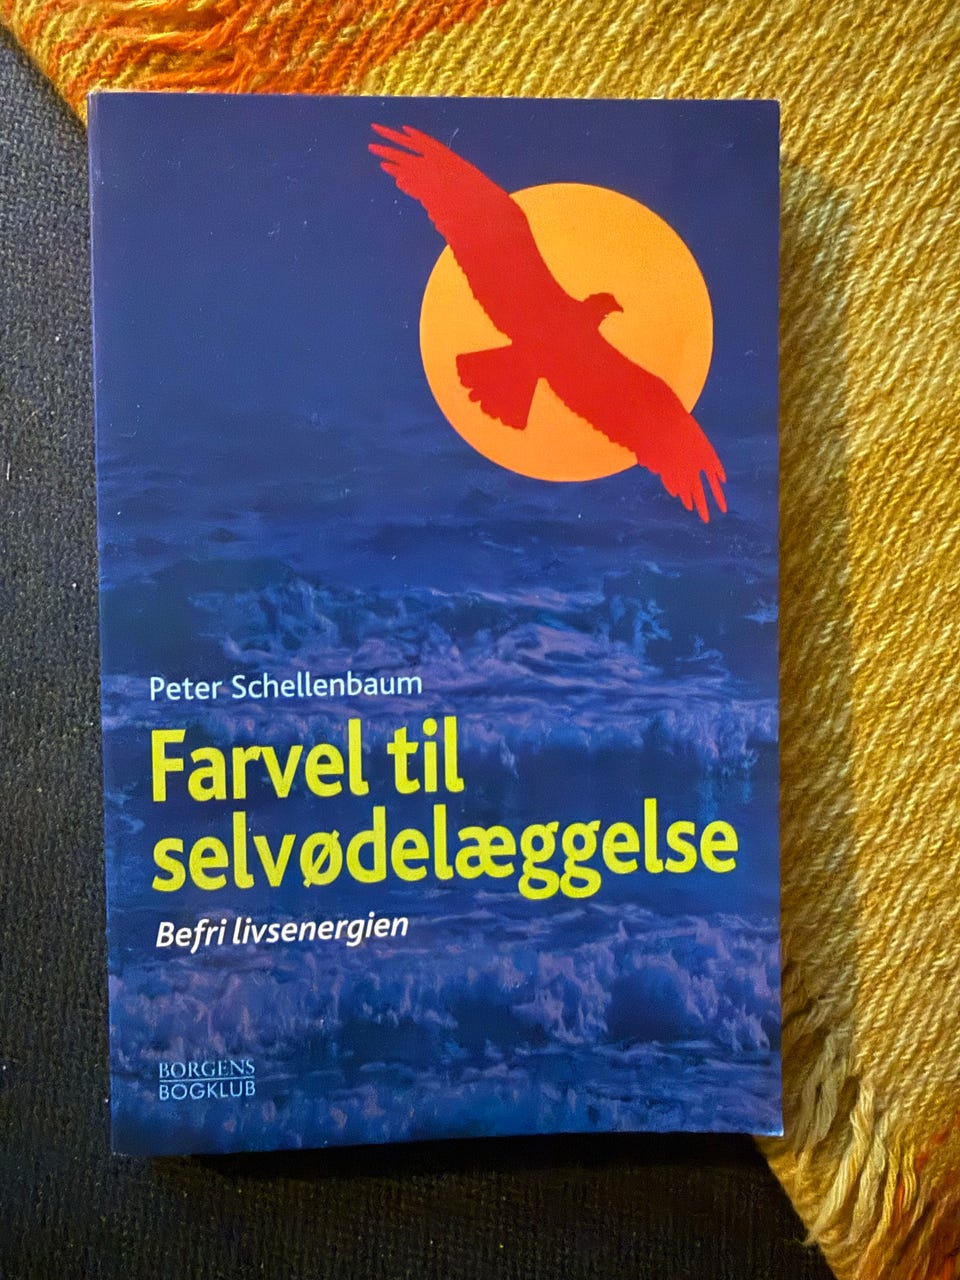 Peter Schellenbaum
Farvel til
selvødelæggelse
Befri livsenergien
BORGENS
BOGKLUB